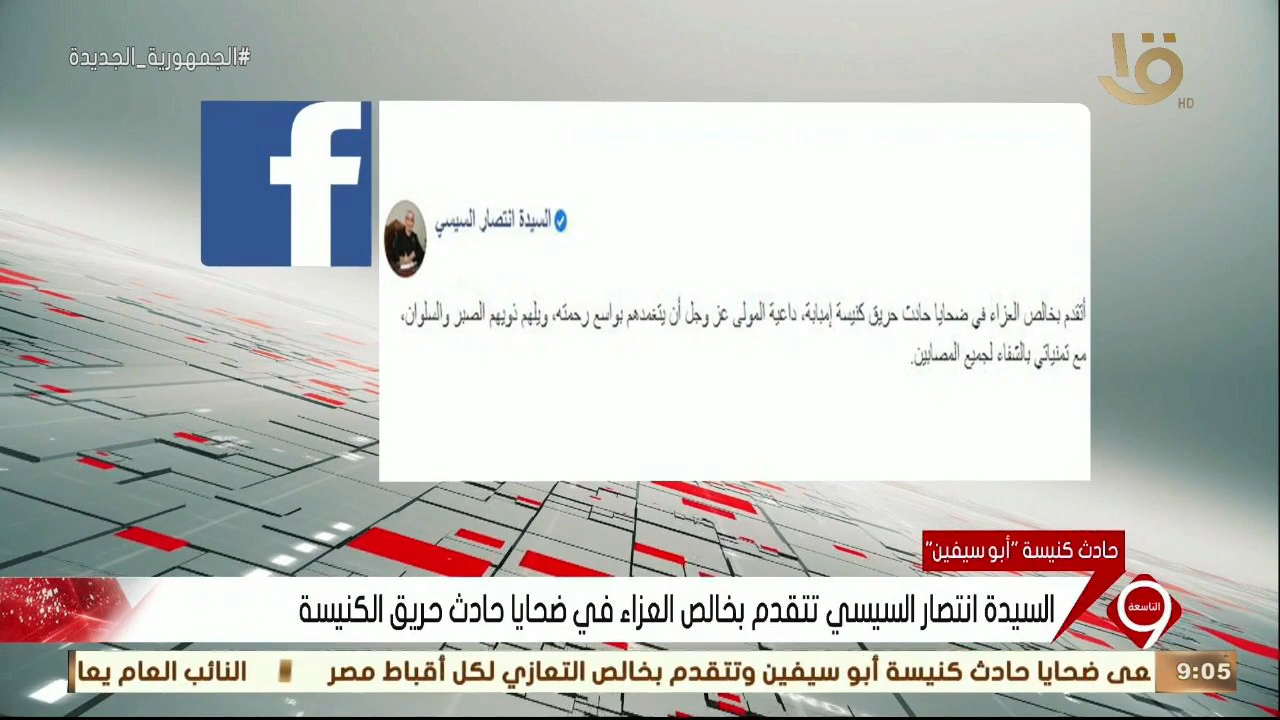 #الجمهورية_الجديدة
HD
السيدة انتصار السيسي
أتقدم بخالص العزاء في ضحايا حادث حريق كنيسة إمبابة، داعية المولى عز وجل أن يتغمدهم بواسع رحمته، ويلهم ذويهم الصبر والسلوان،
مع تمنياتي بالشفاء لجميع المصابين.
حادث كنيسة "أبو سيفين"
السيدة انتصار السيسي تتقدم بخالص العزاء في ضحايا حادث حريق الكنيسة
التاسعة
9
9:05
ضحايا حادث كنيسة أبو سيفين وتتقدم بخالص التعازي لكل أقباط مصر
النائب العام